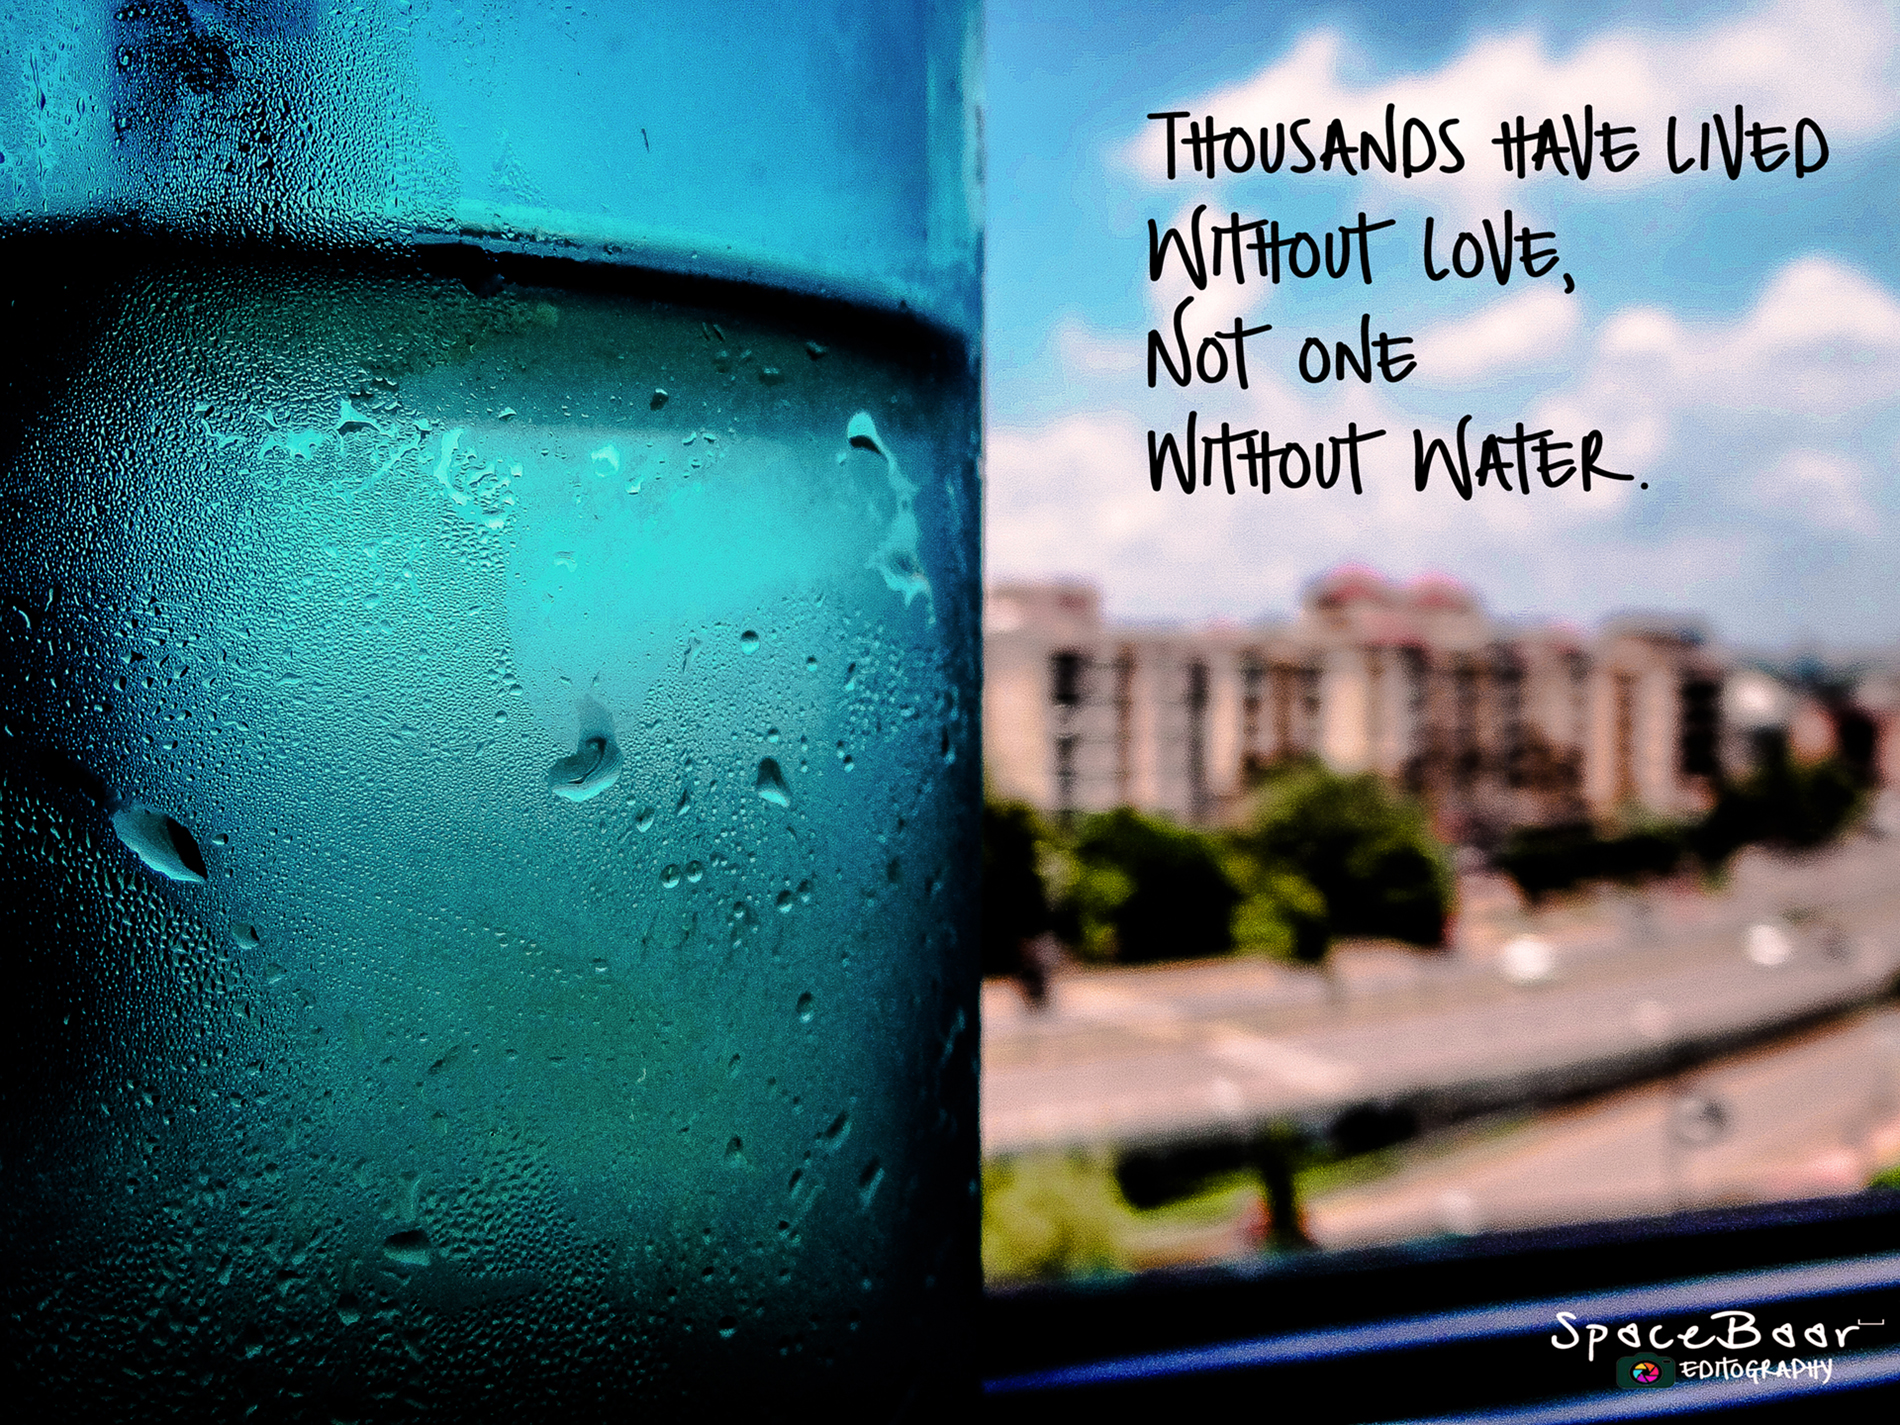 THOUSANDS HAVE LIVED
WITHOUT LOVE,
NOT ONE
WITHOUT WATER.
SpaceBaar
EDITOGRAPHY